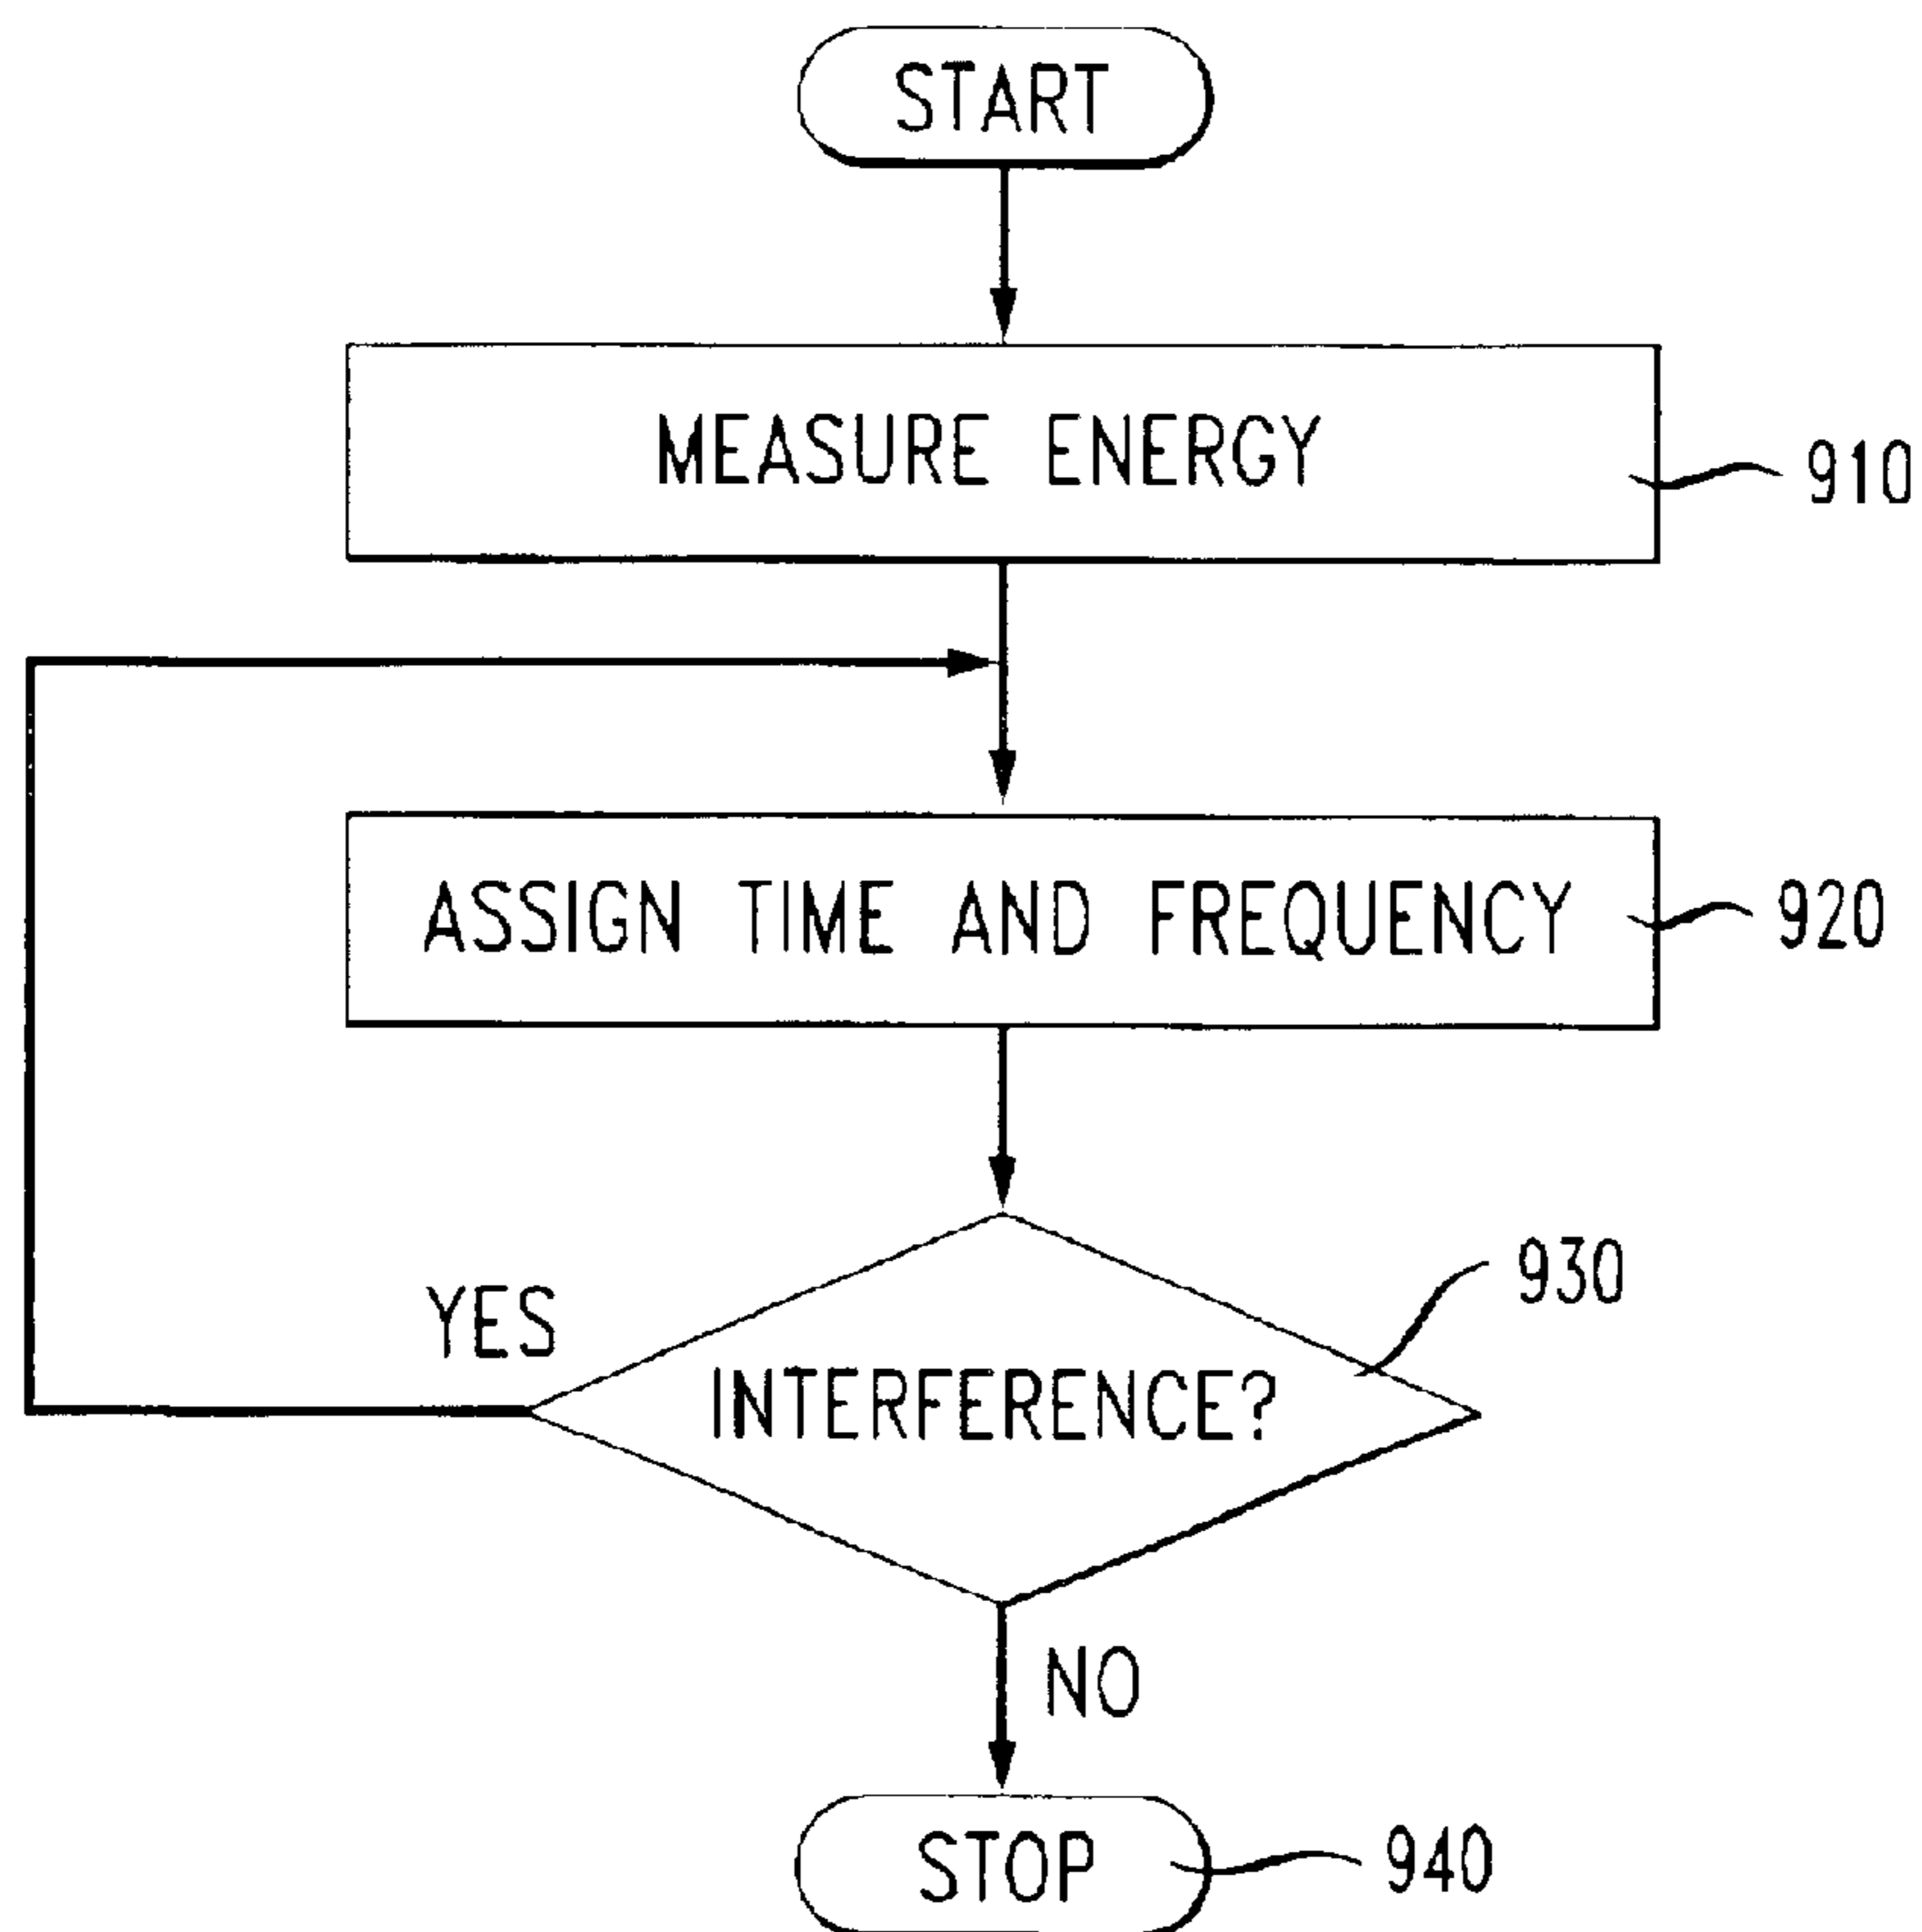 START
MEASURE ENERGY
910
ASSIGN TIME AND FREQUENCY
920
930
YES
INTERFERENCE?
NO
STOP
940